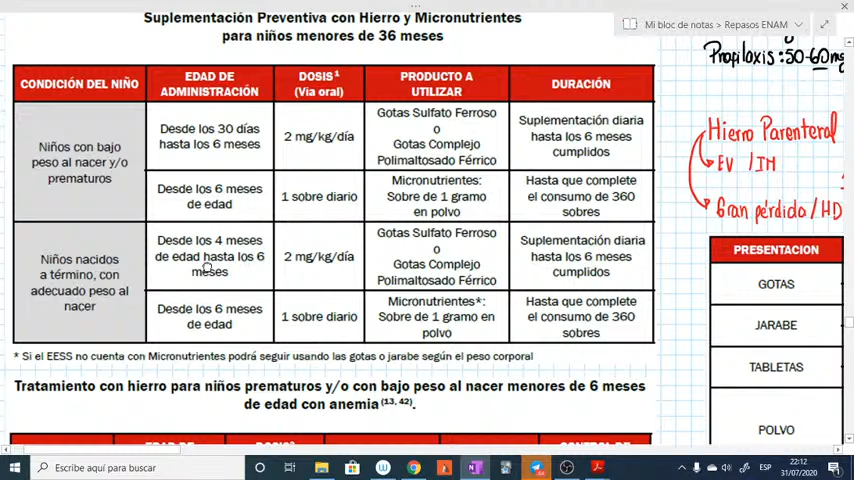 Suplementación Preventiva con Hierro y Micronutrientes
para niños menores de 36 meses
Mi bloc de notas » Repasos ENAM
Propilaxis: 50-60mg
CONDICIÓN DEL NIÑO
EDAD DE
ADMINISTRACIÓN
DOSIS¹
(Via oral)
PRODUCTO A
UTILIZAR
DURACIÓN
Niños con bajo
peso al nacer y/o
prematuros
Desde los 30 días
hasta los 6 meses
2 mg/kg/día
Gotas Sulfato Ferroso
o
Gotas Complejo
Polimaltosado Férrico
Suplementación diaria
hasta los 6 meses
cumplidos
Desde los 6 meses
de edad
1 sobre diario
Micronutrientes:
Sobre de 1 gramo
en polvo
Hasta que complete
el consumo de 360
sobres
Niños nacidos
a término, con
adecuado peso al
nacer
Desde los 4 meses
de edad hasta los 6
meses
2 mg/kg/día
Gotas Sulfato Ferroso
o
Gotas Complejo
Polimaltosado Férrico
Suplementación diaria
hasta los 6 meses
cumplidos
Desde los 6 meses
de edad
1 sobre diario
Micronutrientes*:
Sobre de 1 gramo en
polvo
Hasta que complete
el consumo de 360
sobres
* Si el EESS no cuenta con Micronutrientes podrá seguir usando las gotas o jarabe según el peso corporal
Tratamiento con hierro para niños prematuros y/o con bajo peso al nacer menores de 6 meses
de edad con anemia (13, 42).
Hierro Parenteral
EV / IM
Gran pérdida / HD
PRESENTACION
GOTAS
JARABE
TABLETAS
POLVO
EDAD DE
DOSIS
CONTROL DE
Escribe aquí para buscar
ESP
22:12
31/07/2020